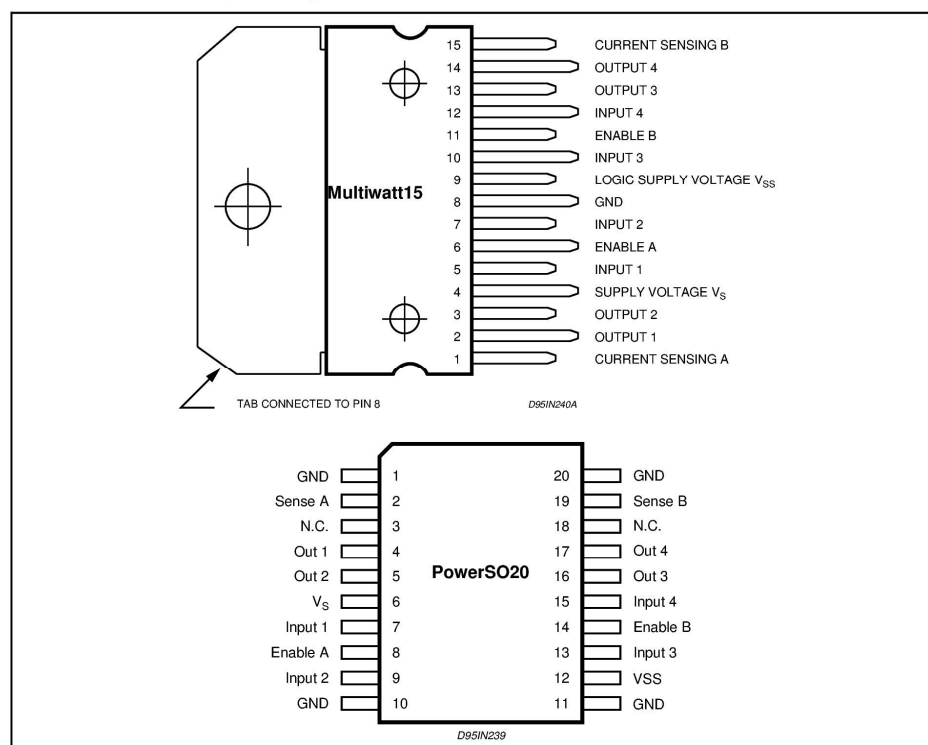 15 CURRENT SENSING B
14 OUTPUT 4
13 OUTPUT 3
12 INPUT 4
11 ENABLE B
10 INPUT 3
9 LOGIC SUPPLY VOLTAGE VSS
Multiwatt15
8 GND
7 INPUT 2
6 ENABLE A
5 INPUT 1
4 SUPPLY VOLTAGE VS
3 OUTPUT 2
2 OUTPUT 1
1 CURRENT SENSING A
TAB CONNECTED TO PIN 8
D95IN240A
GND 1 20 GND
Sense A 2 19 Sense B
N.C. 3 18 N.C.
Out 1 4 17 Out 4
PowerSO20
Out 2 5 16 Out 3
VS 6 15 Input 4
Input 1 7 14 Enable B
Enable A 8 13 Input 3
Input 2 9 12 VSS
GND 10 11 GND
D95IN239